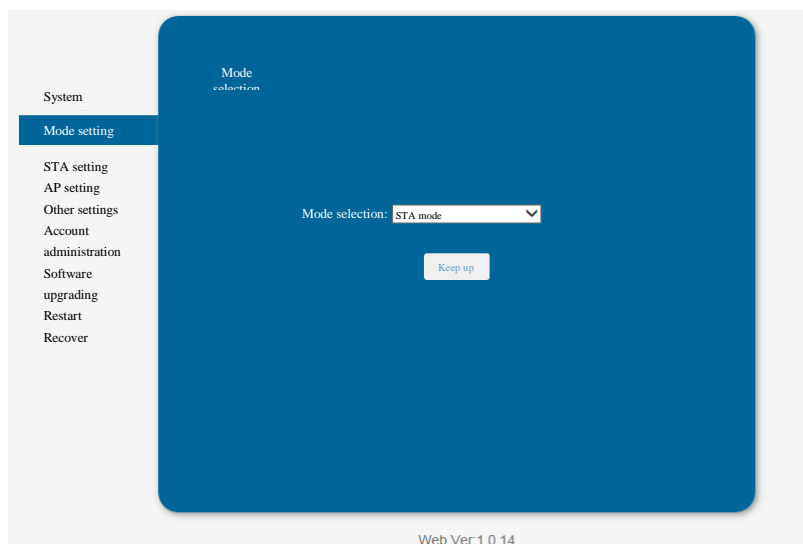 System
Mode setting
STA setting
AP setting
Other settings
Account
administration
Software
upgrading
Restart
Recover
Mode
selection
Mode selection: STA mode
Keep up
Web Ver:1.0.14